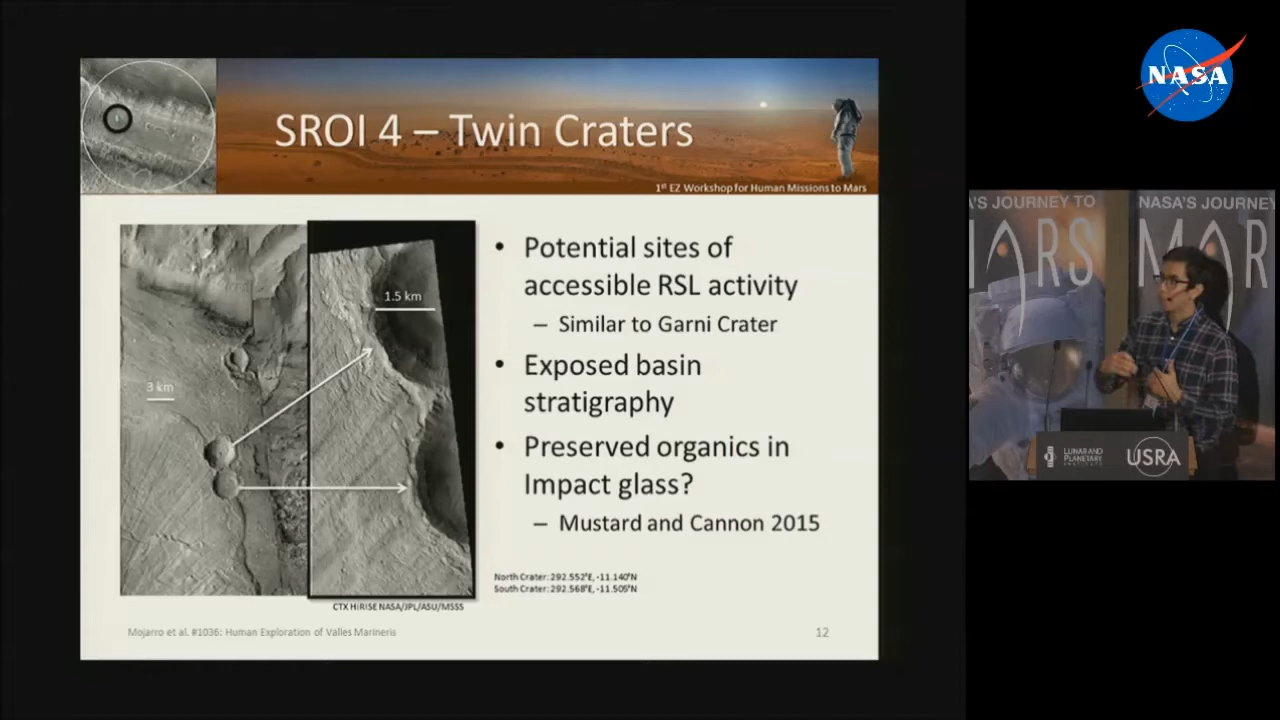 NASA
SROI 4 – Twin Craters
1st EZ Workshop for Human Missions to Mars
1.5 km
3 km
• Potential sites of
accessible RSL activity
– Similar to Garni Crater
• Exposed basin
stratigraphy
• Preserved organics in
Impact glass?
– Mustard and Cannon 2015
North Crater: 292.552°E, -11.140°N
South Crater: 292.568°E, -11.505°N
CTX HiRISE NASA/JPL/ASU/MSSS
Mojarro et al. #1036: Human Exploration of Valles Marineris
12
'S JOURNEY TO
ARS
NASA'S JOURNEY
MAR
LUNAR AND
PLANETARY
INSTITUTE
USRA